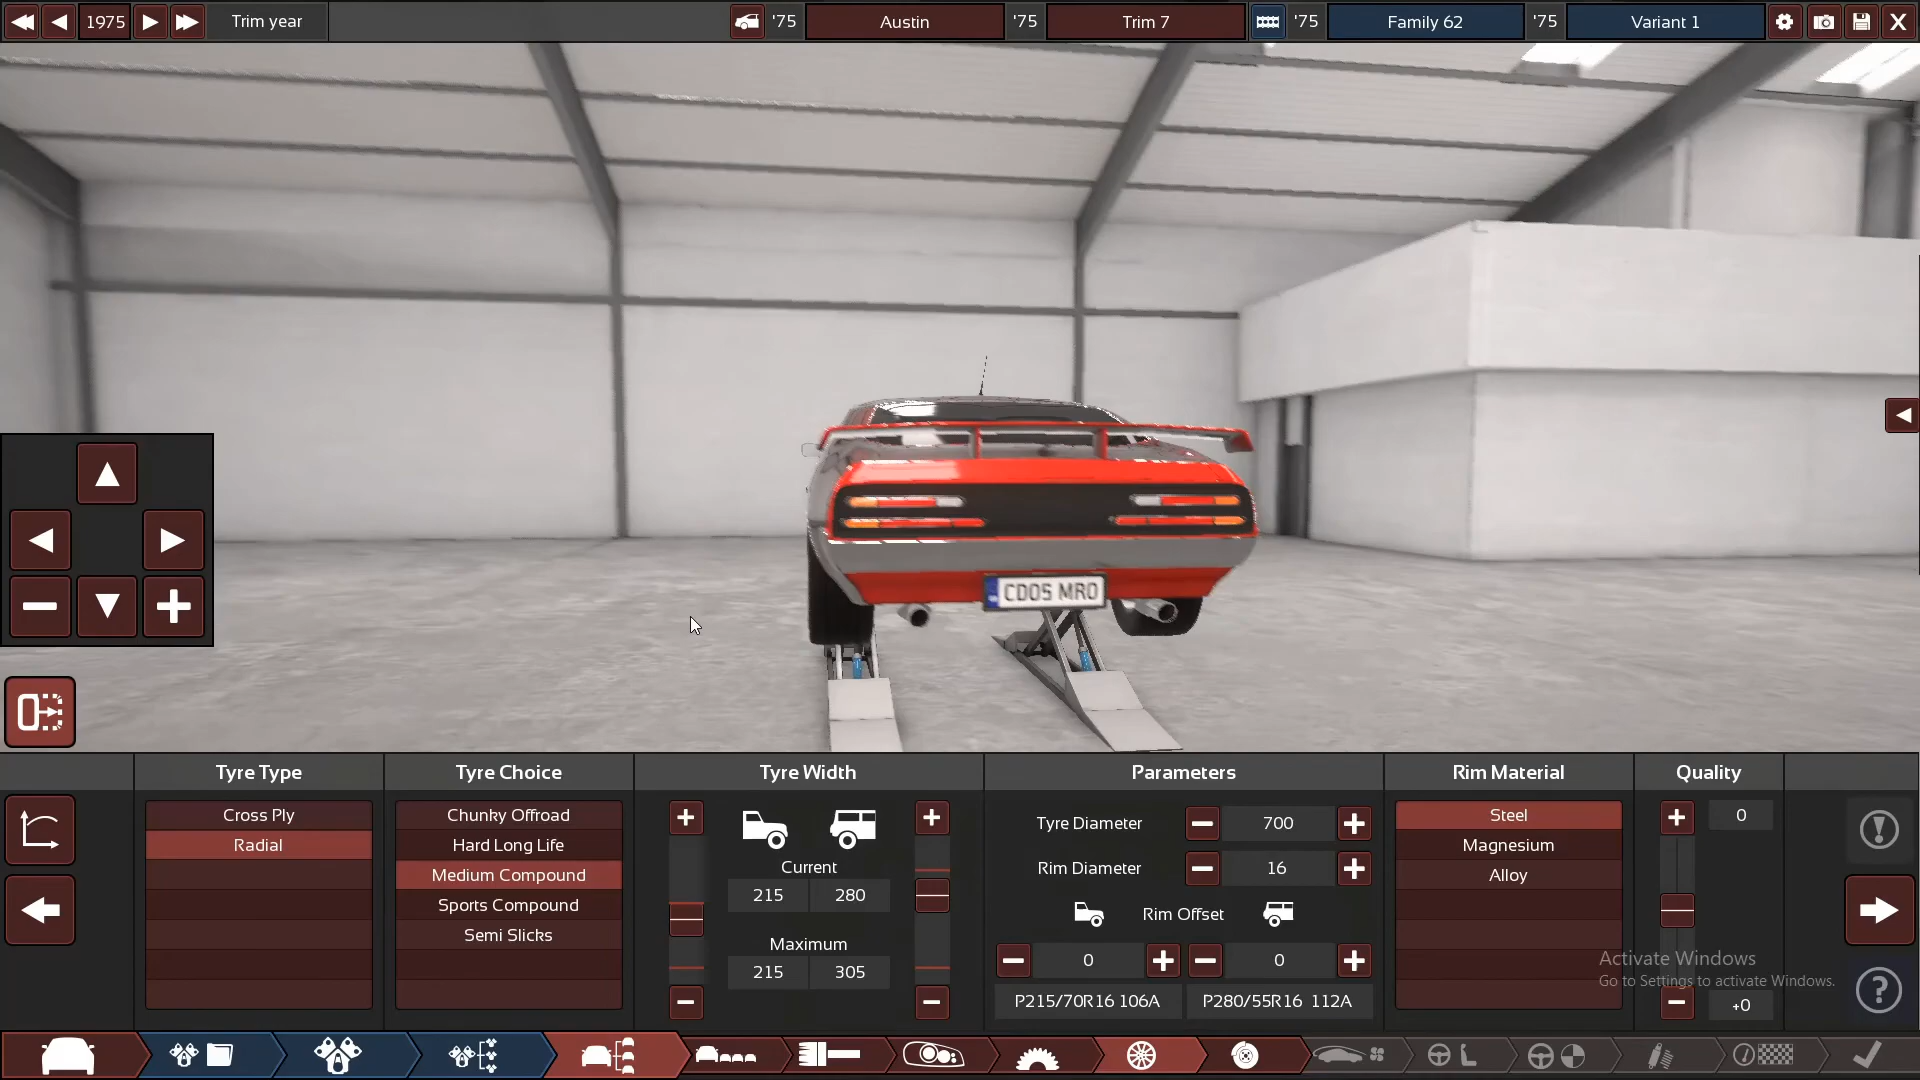 1975 Trim year '75 Austin '75 Trim 7 '75 Family 62 '75 Variant 1
CD05 MRO
Tyre Type Tyre Choice Tyre Width Parameters Rim Material Quality
Cross Ply
Radial
Chunky Offroad
Hard Long Life
Medium Compound
Sports Compound
Semi Slicks
Current
215 280
Maximum
215 305
Tyre Diameter 700
Rim Diameter 16
Rim Offset
0 0
P215/70R16 106A P280/55R16 112A
Steel
Magnesium
Alloy
0
+0
Activate Windows
Go to Settings to activate Windows.